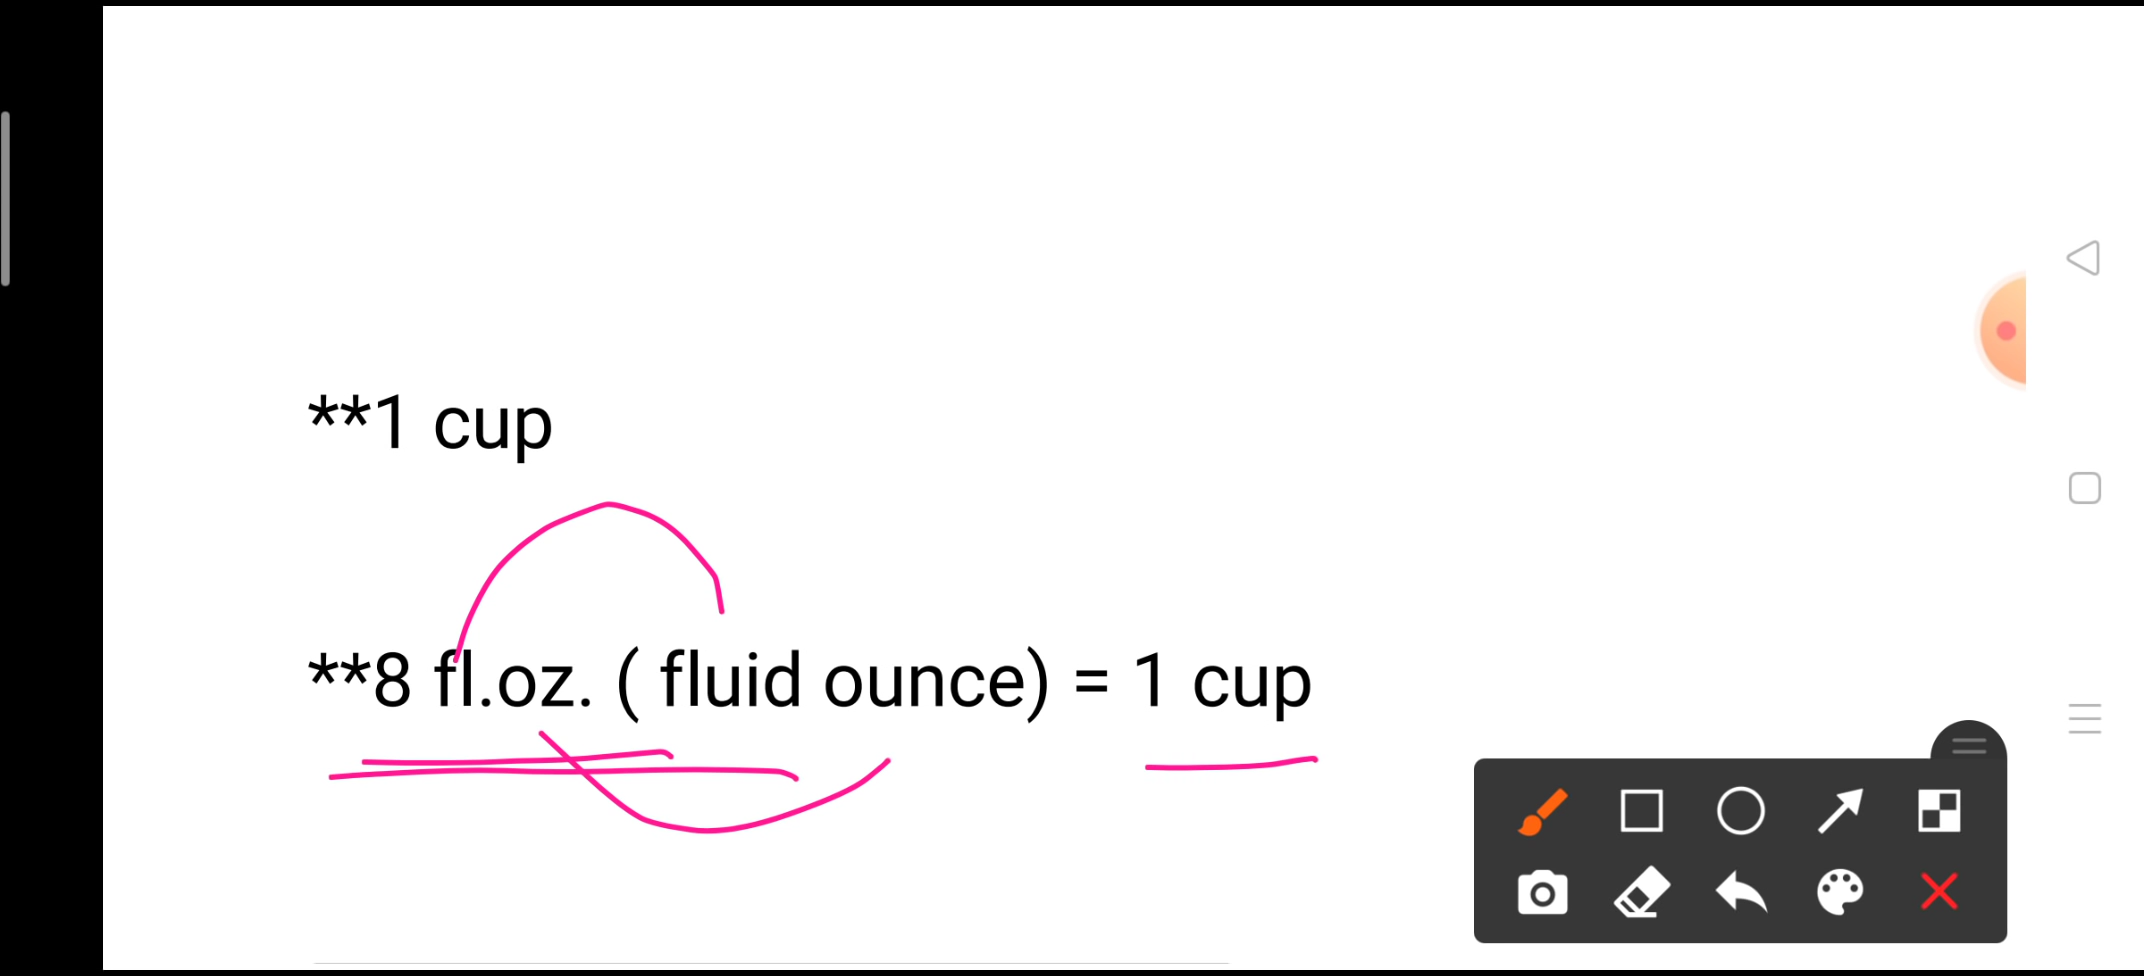 **1 cup
**8 fl.oz. ( fluid ounce) = 1 cup